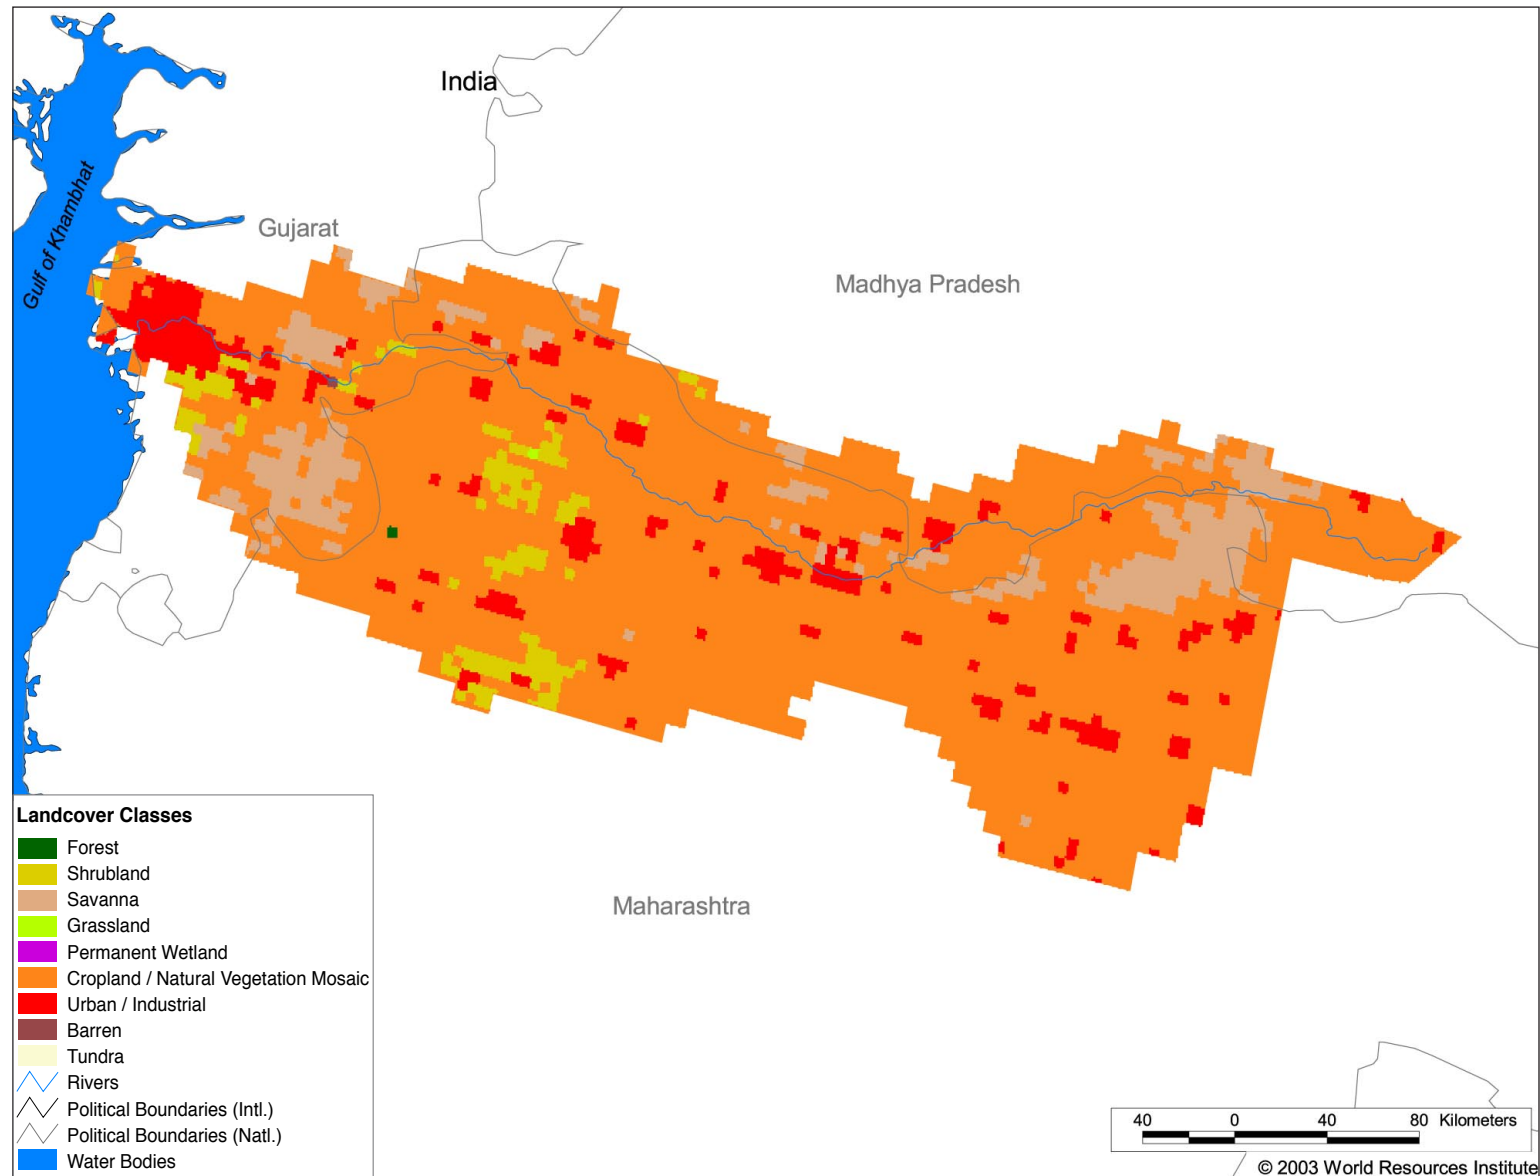 India
Gulf of Khambhat
Gujarat
Madhya Pradesh
Maharashtra
Landcover Classes
Forest
Shrubland
Savanna
Grassland
Permanent Wetland
Cropland / Natural Vegetation Mosaic
Urban / Industrial
Barren
Tundra
Rivers
Political Boundaries (Intl.)
Political Boundaries (Natl.)
Water Bodies
40 0 40 80 Kilometers
© 2003 World Resources Institute